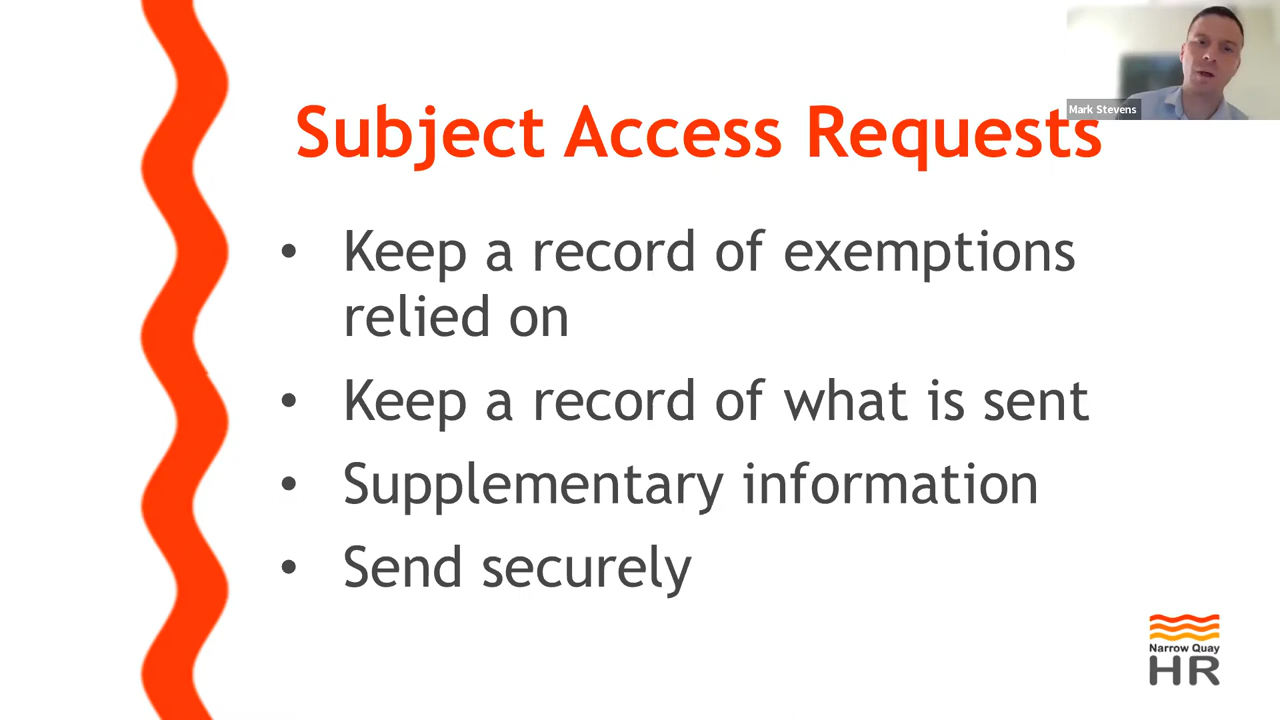 Mark Stevens
Subject Access Requests
• Keep a record of exemptions
relied on
• Keep a record of what is sent
• Supplementary information
• Send securely
Narrow Quay
HR